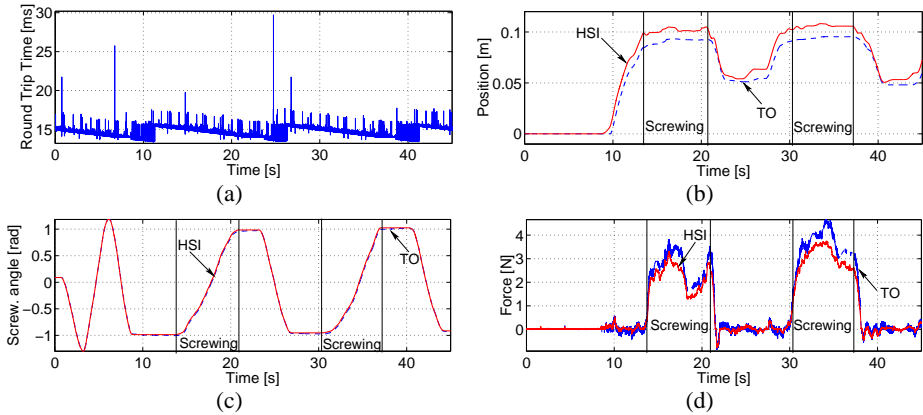 Round Trip Time [ms]
30
25
20
15
0 10 20 30 40
Time [s]
(a)
Position [m]
0.1
0.05
0
HSI
TO
Screwing Screwing
0 10 20 30 40
Time [s]
(b)
Screw. angle [rad]
1
0.5
0
−0.5
−1
HSI
TO
Screwing Screwing
0 10 20 30 40
Time [s]
(c)
Force [N]
4
3
2
1
0
HSI
TO
Screwing Screwing
0 10 20 30 40
Time [s]
(d)